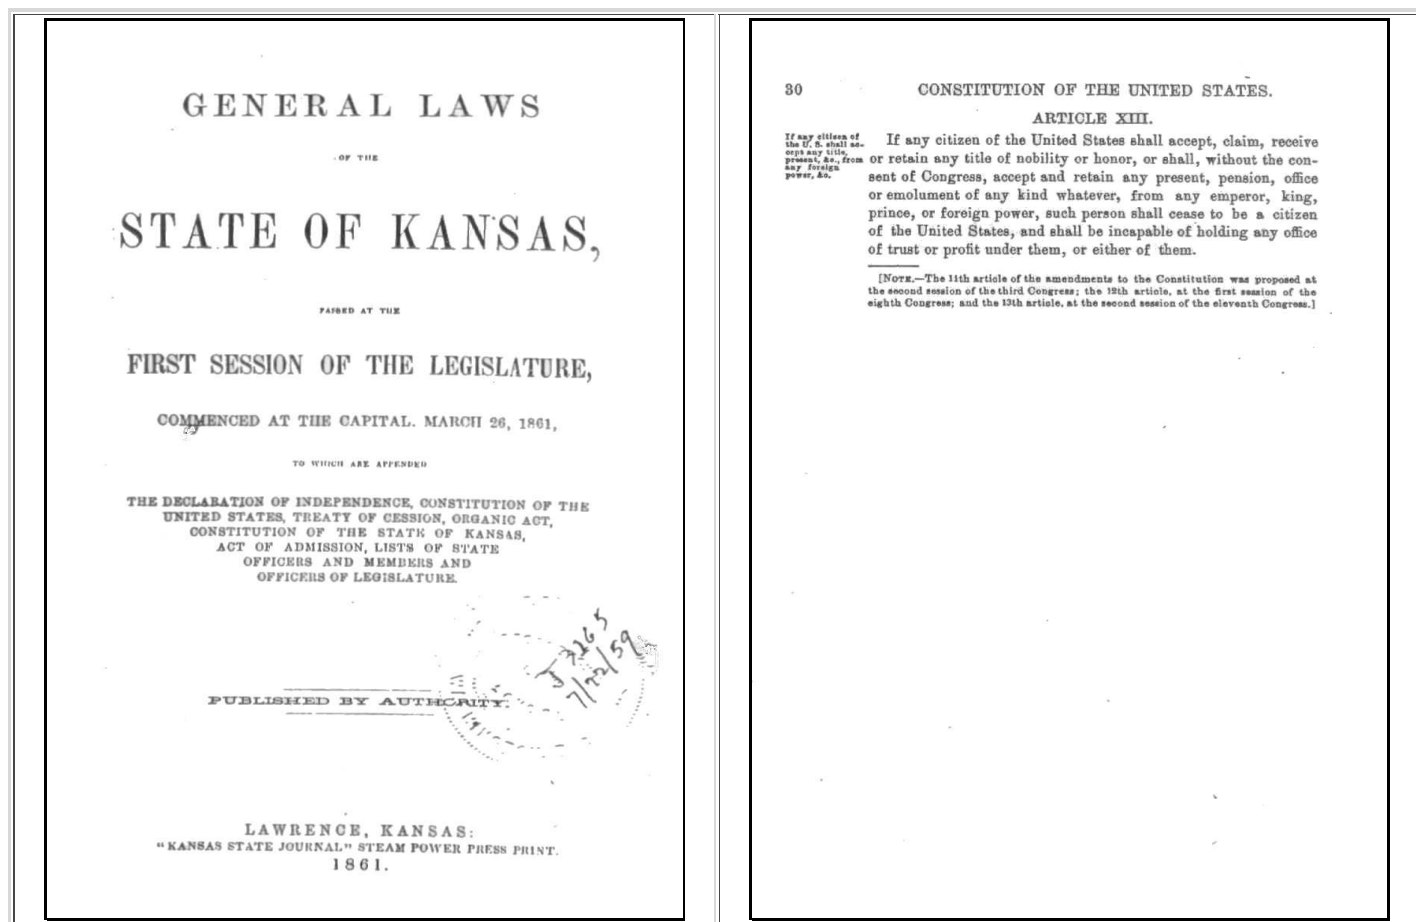 GENERAL LAWS
OF THE
STATE OF KANSAS,
PASSED AT THE
FIRST SESSION OF THE LEGISLATURE,
COMMENCED AT THE CAPITAL. MARCH 26, 1861,
TO WHICH ARE APPENDED
THE DECLARATION OF INDEPENDENCE, CONSTITUTION OF THE
UNITED STATES, TREATY OF CESSION, ORGANIC ACT,
CONSTITUTION OF THE STATE OF KANSAS,
ACT OF ADMISSION, LISTS OF STATE
OFFICERS AND MEMBERS AND
OFFICERS OF LEGISLATURE.
J 3265
7/22/59
PUBLISHED BY AUTHORITY.
LAWRENCE, KANSAS:
"KANSAS STATE JOURNAL" STEAM POWER PRESS PRINT.
1861.
30 CONSTITUTION OF THE UNITED STATES.
ARTICLE XIII.
If any citizen of
the U. S. shall ac-
cept any title,
present, &c., from
any foreign
power, &c.
If any citizen of the United States shall accept, claim, receive
or retain any title of nobility or honor, or shall, without the con-
sent of Congress, accept and retain any present, pension, office
or emolument of any kind whatever, from any emperor, king,
prince, or foreign power, such person shall cease to be a citizen
of the United States, and shall be incapable of holding any office
of trust or profit under them, or either of them.
[NOTE.—The 11th article of the amendments to the Constitution was proposed at
the second session of the third Congress; the 12th article, at the first session of the
eighth Congress; and the 13th article, at the second session of the eleventh Congress.]